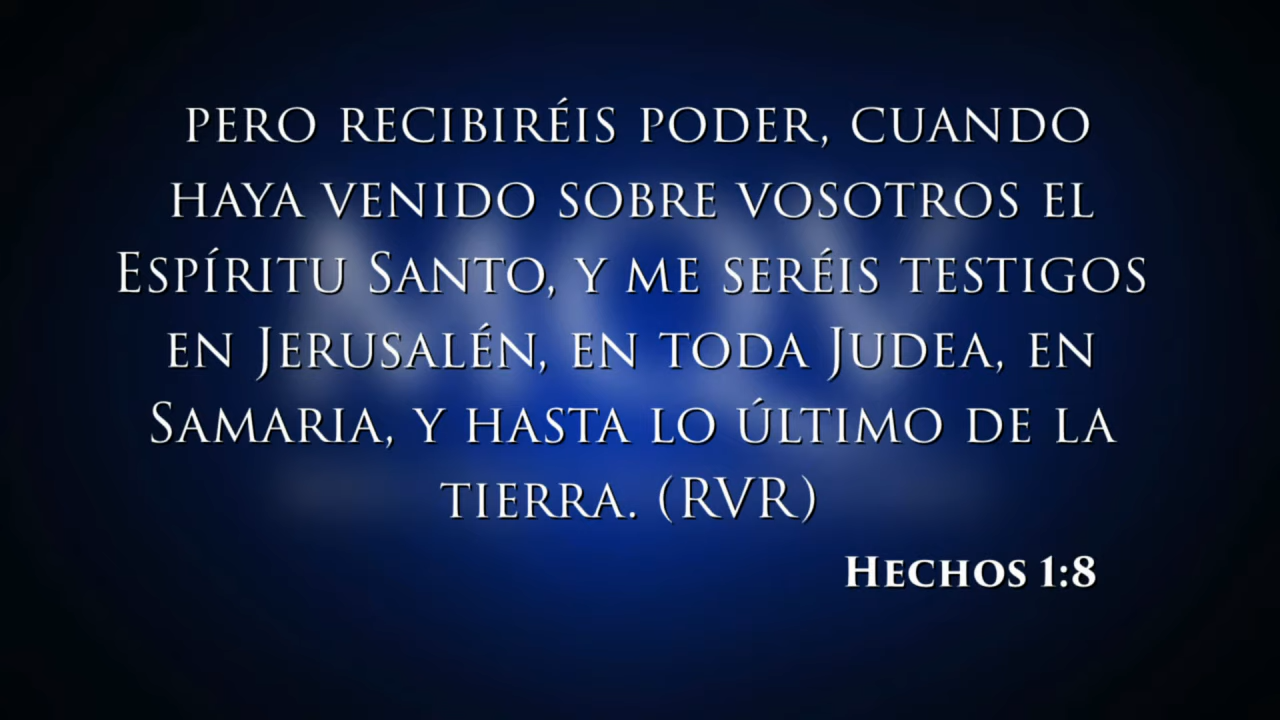 PERO RECIBIRÉIS PODER, CUANDO
HAYA VENIDO SOBRE VOSOTROS EL
ESPÍRITU SANTO, Y ME SERÉIS TESTIGOS
EN JERUSALÉN, EN TODA JUDEA, EN
SAMARIA, Y HASTA LO ÚLTIMO DE LA
TIERRA. (RVR)
HECHOS 1:8